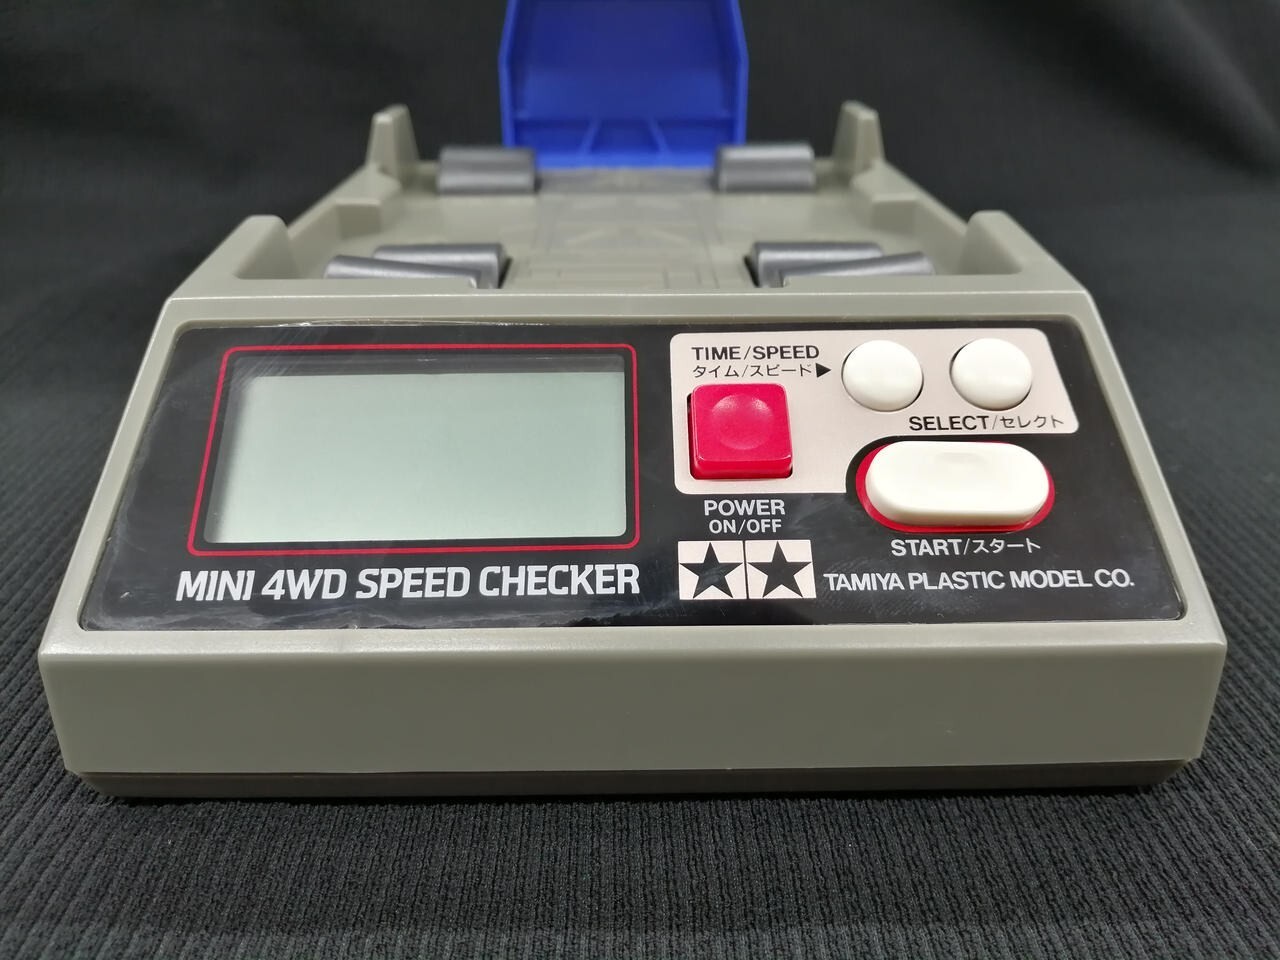 TIME/SPEED
タイム/スピード▶
SELECT/セレクト
POWER
ON/OFF
START/スタート
MINI 4WD SPEED CHECKER
TAMIYA PLASTIC MODEL CO.